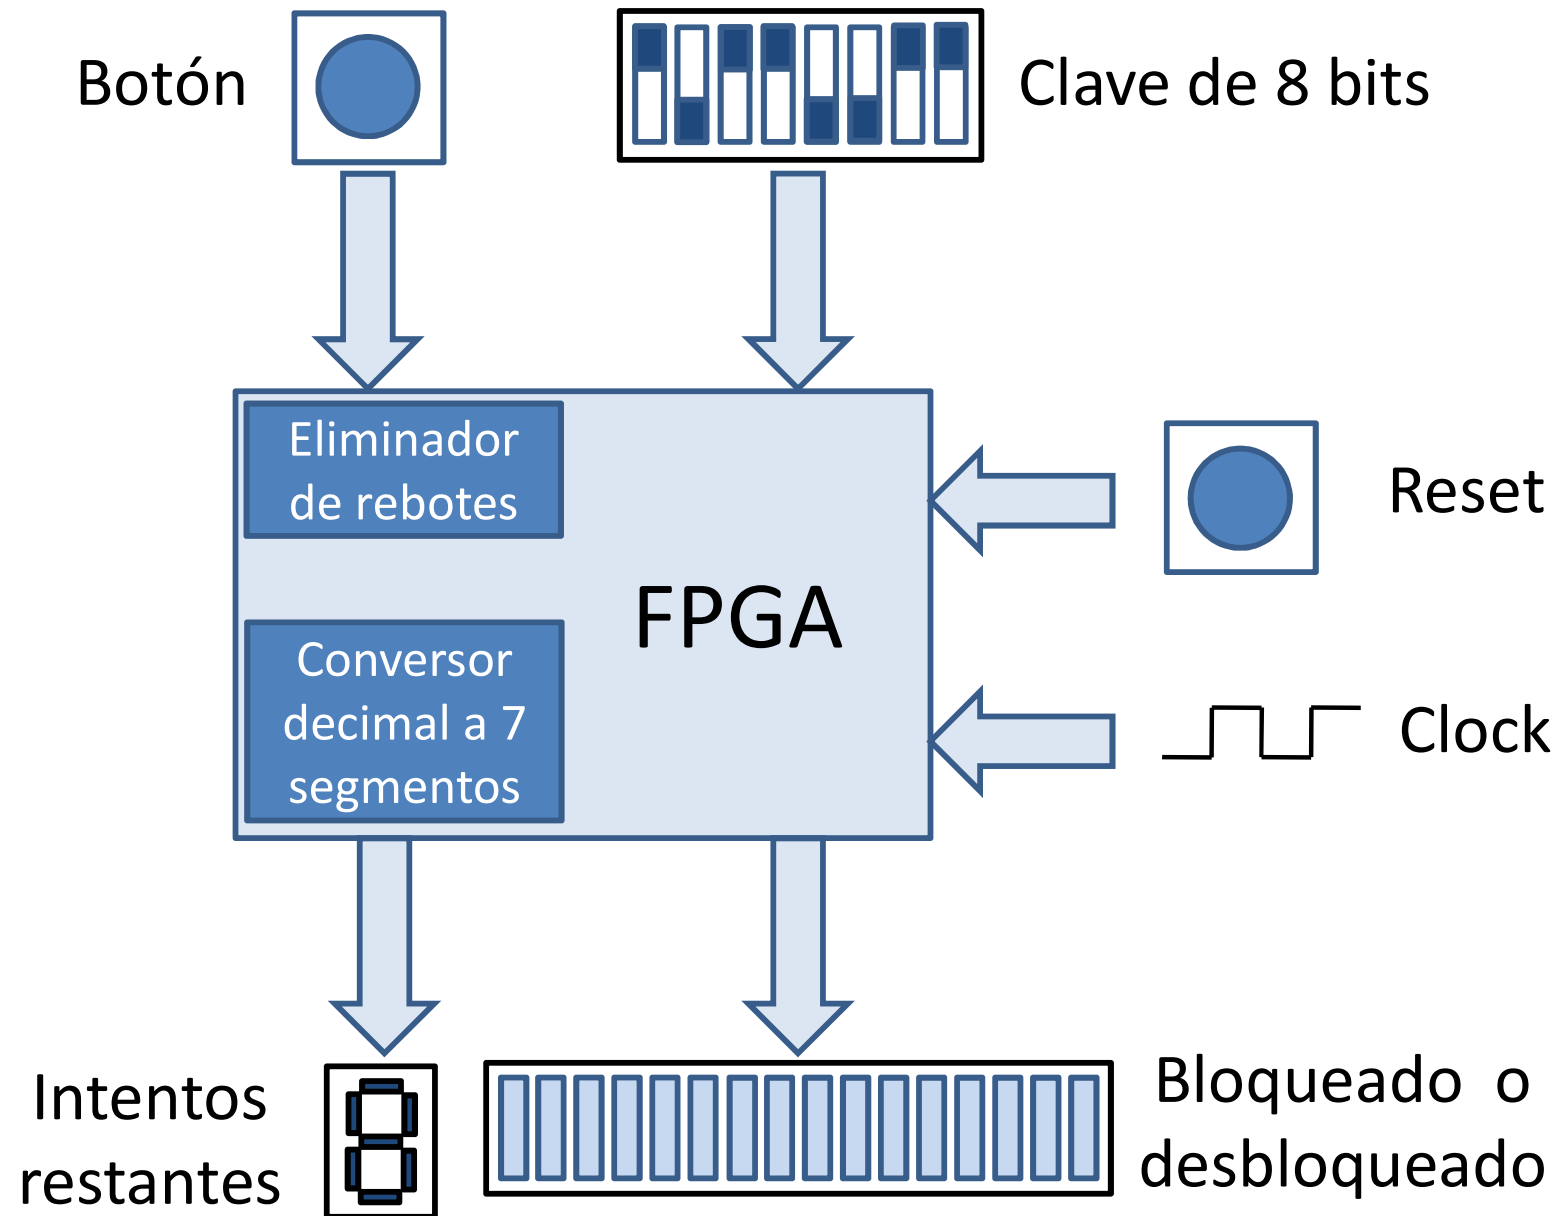 Botón
Clave de 8 bits
Eliminador
de rebotes
Reset
FPGA
Conversor
decimal a 7
segmentos
Clock
Intentos
restantes
Bloqueado o
desbloqueado